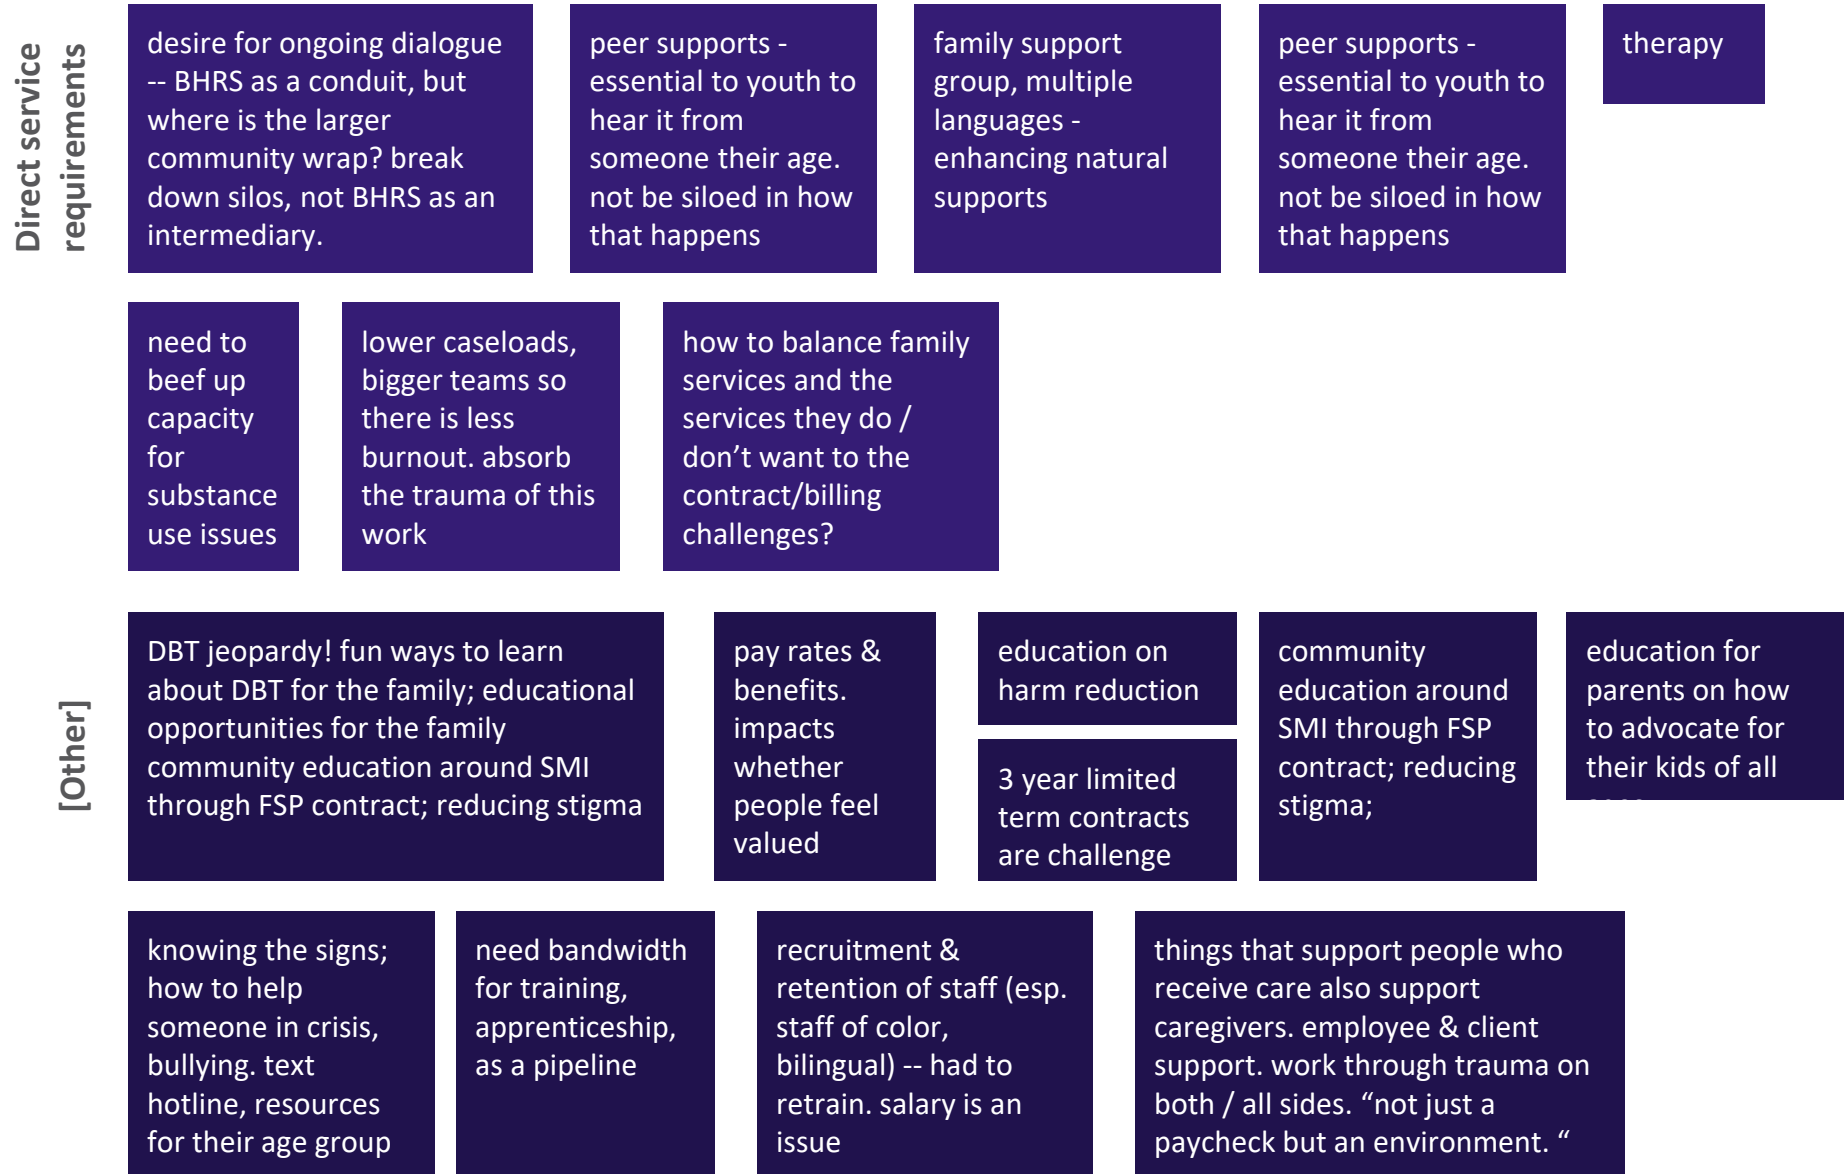 Direct service
requirements
desire for ongoing dialogue
-- BHRS as a conduit, but
where is the larger
community wrap? break
down silos, not BHRS as an
intermediary.
peer supports -
essential to youth to
hear it from
someone their age.
not be siloed in how
that happens
family support
group, multiple
languages -
enhancing natural
supports
peer supports -
essential to youth to
hear it from
someone their age.
not be siloed in how
that happens
therapy
need to
beef up
capacity
for
substance
use issues
lower caseloads,
bigger teams so
there is less
burnout. absorb
the trauma of this
work
how to balance family
services and the
services they do /
don’t want to the
contract/billing
challenges?
[Other]
DBT jeopardy! fun ways to learn
about DBT for the family; educational
opportunities for the family
community education around SMI
through FSP contract; reducing stigma
pay rates &
benefits.
impacts
whether
people feel
valued
education on
harm reduction
3 year limited
term contracts
are challenge
community
education around
SMI through FSP
contract; reducing
stigma;
education for
parents on how
to advocate for
their kids of all
knowing the signs;
how to help
someone in crisis,
bullying. text
hotline, resources
for their age group
need bandwidth
for training,
apprenticeship,
as a pipeline
recruitment &
retention of staff (esp.
staff of color,
bilingual) -- had to
retrain. salary is an
issue
things that support people who
receive care also support
caregivers. employee & client
support. work through trauma on
both / all sides. “not just a
paycheck but an environment. “